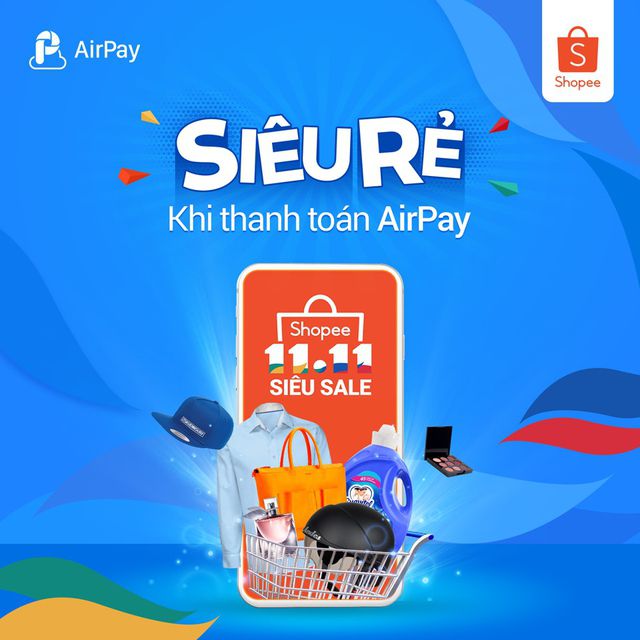 AirPay
Shopee
SIÊU RẺ
Khi thanh toán AirPay
Shopee
11.11
SIÊU SALE